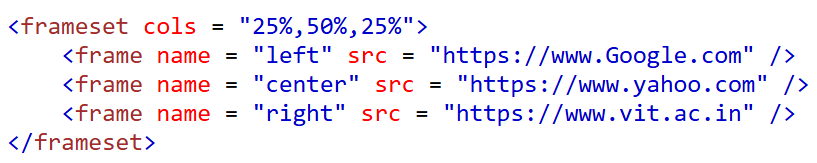 <frameset cols = "25%,50%,25%">
<frame name = "left" src = "https://www.Google.com" />
<frame name = "center" src = "https://www.yahoo.com" />
<frame name = "right" src = "https://www.vit.ac.in" />
</frameset>